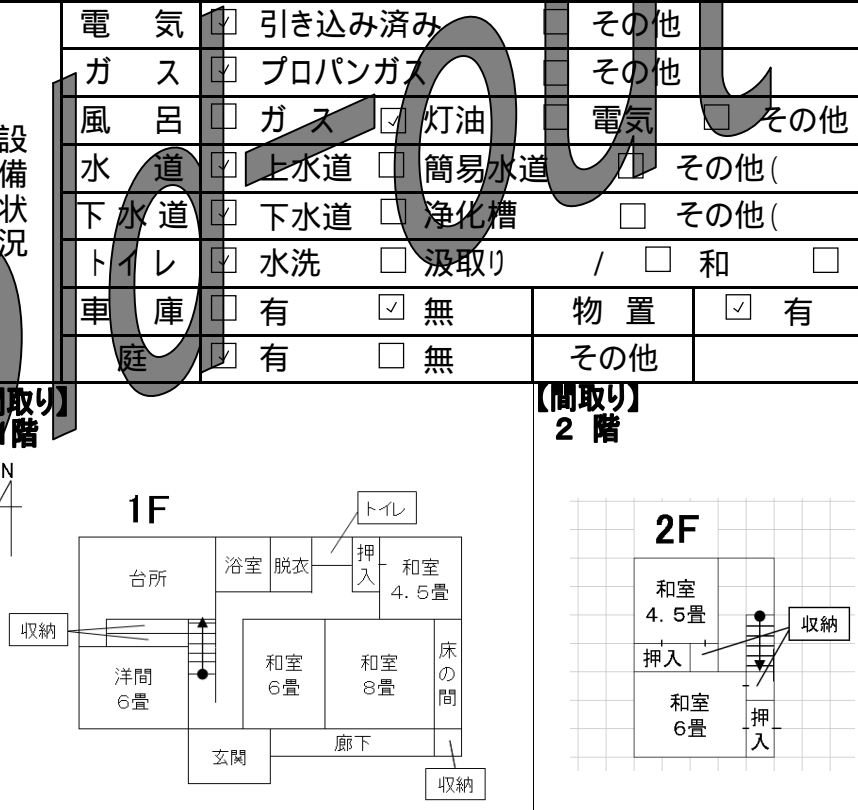 電 気 ☑ 引き込み済み □ その他
ガ ス ☑ プロパンガス □ その他
風 呂 □ ガ ス ☑ 灯油 □ 電気 □ その他
水 道 ☑ 上水道 □ 簡易水道 □ その他(
下 水 道 ☑ 下水道 □ 浄化槽 □ その他(
ト イ レ ☑ 水洗 □ 汲取り / □ 和 □
車 庫 □ 有 ☑ 無 物 置 ☑ 有
庭 ☑ 有 □ 無 その他
設備状況
間取り】
1階
【間取り】
2 階
N
1F
トイレ
台所
浴室
脱衣
押入
和室
4.5畳
収納
洋間
6畳
和室
6畳
和室
8畳
床の間
玄関
廊下
収納
2F
和室
4.5畳
収納
押入
和室
6畳
押入